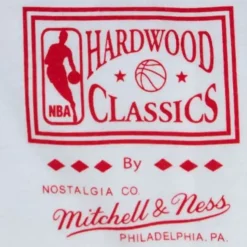 HARDWOOD
NBA
CLASSICS
By
NOSTALGIA CO.
Mitchell & Ness
PHILADELPHIA, PA.